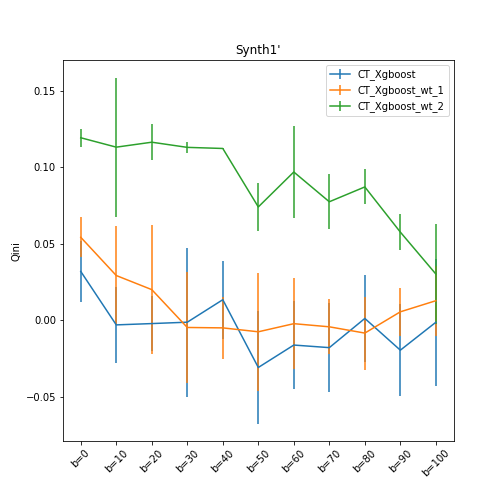 Synth1'
CT_Xgboost
CT_Xgboost_wt_1
CT_Xgboost_wt_2
Qini
0.15
0.10
0.05
0.00
−0.05
b=0
b=10
b=20
b=30
b=40
b=50
b=60
b=70
b=80
b=90
b=100